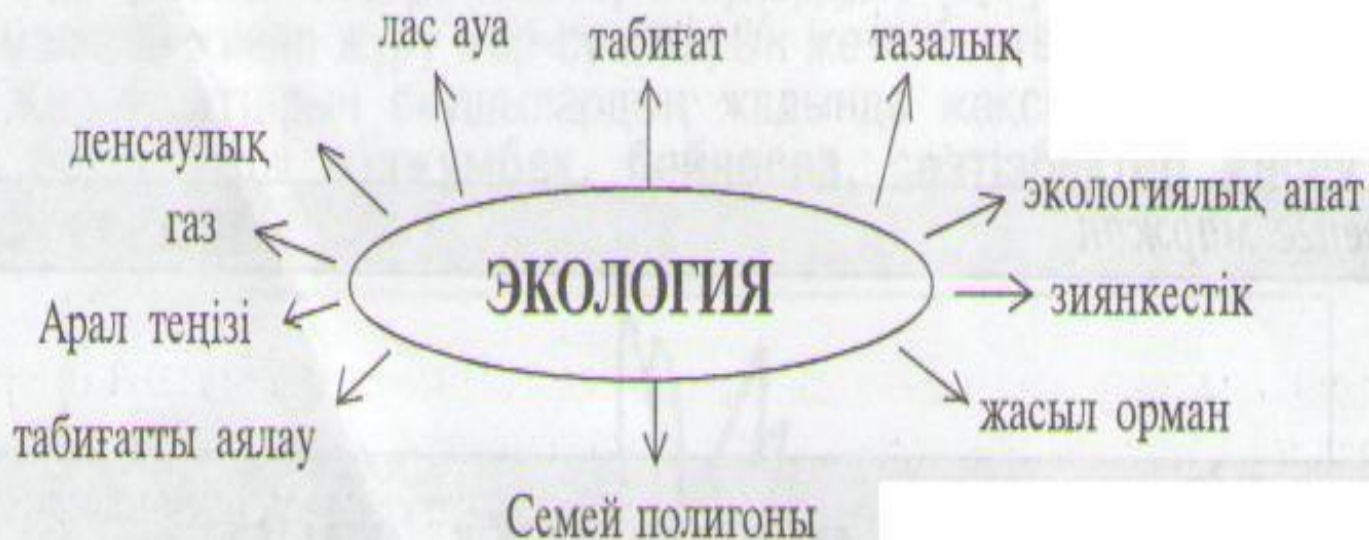 лас ауа
табиғат
тазалық
денсаулық
экологиялық апат
газ
ЭКОЛОГИЯ
Арал теңізі
зиянкестік
табиғатты аялау
жасыл орман
Семей полигоны